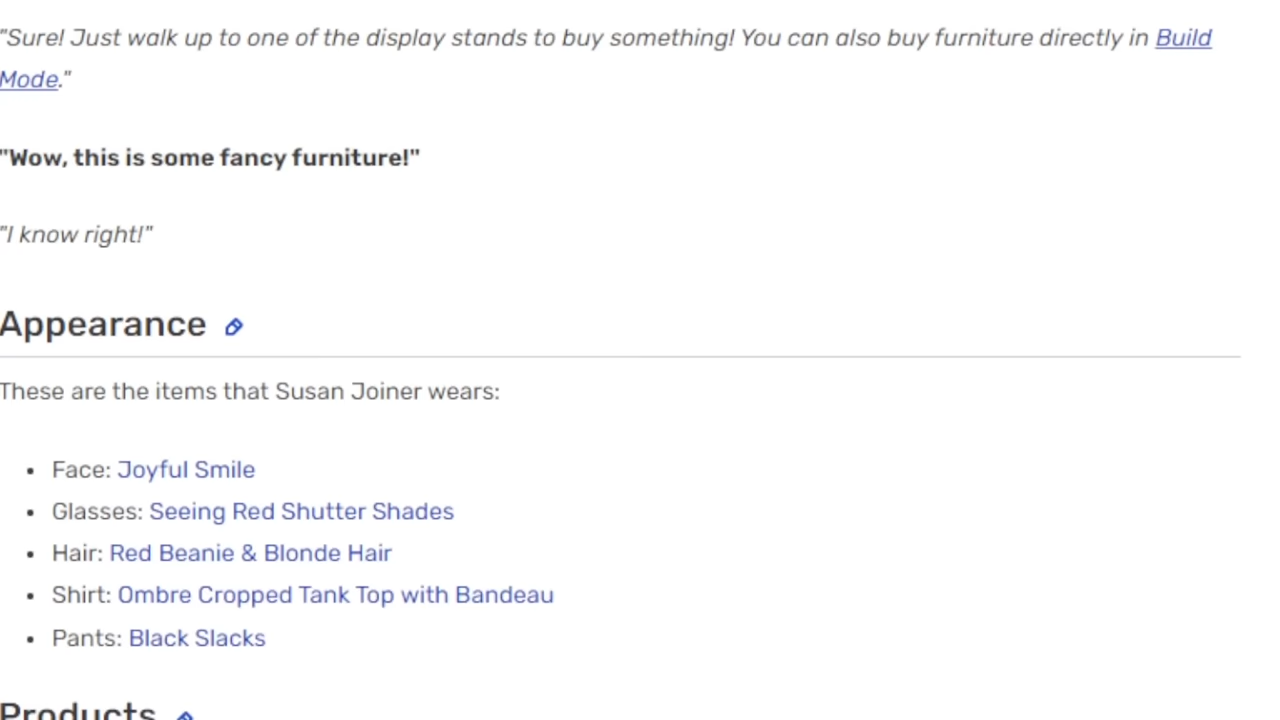 "Sure! Just walk up to one of the display stands to buy something! You can also buy furniture directly in Build
Mode."
"Wow, this is some fancy furniture!"
"I know right!"
Appearance
These are the items that Susan Joiner wears:
• Face: Joyful Smile
• Glasses: Seeing Red Shutter Shades
• Hair: Red Beanie & Blonde Hair
• Shirt: Ombre Cropped Tank Top with Bandeau
• Pants: Black Slacks
Products